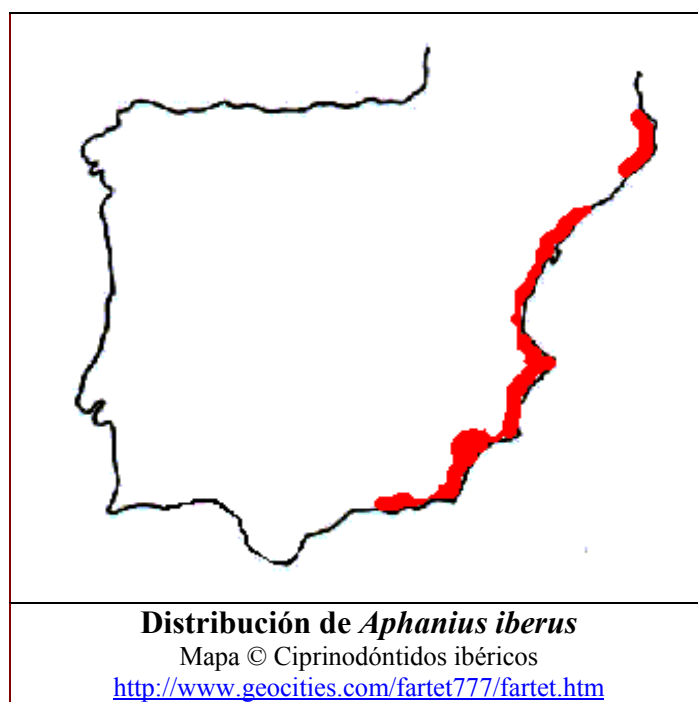 Distribución de Aphanius iberus
Mapa © Ciprinodóntidos ibéricos
http://www.geocities.com/fartet777/fartet.htm